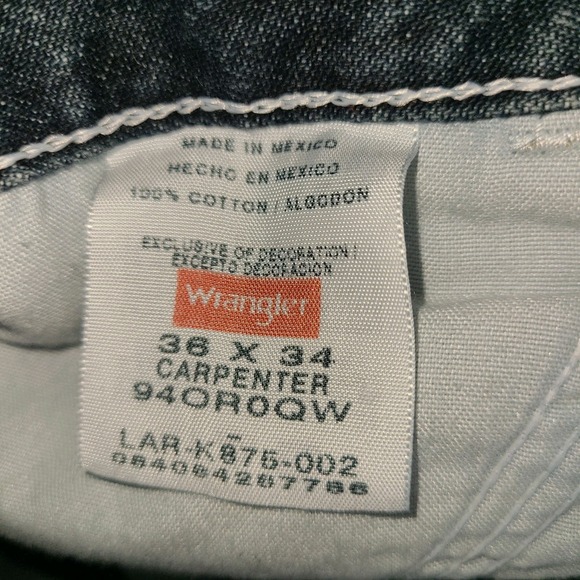 MADE IN MEXICO
HECHO EN MEXICO
100% COTTON / ALGODON
EXCLUSIVE OF DECORATION /
EXCEPTO DECORACION
Wrangler
36 X 34
CARPENTER
94OR0QW
LAR-K875-002